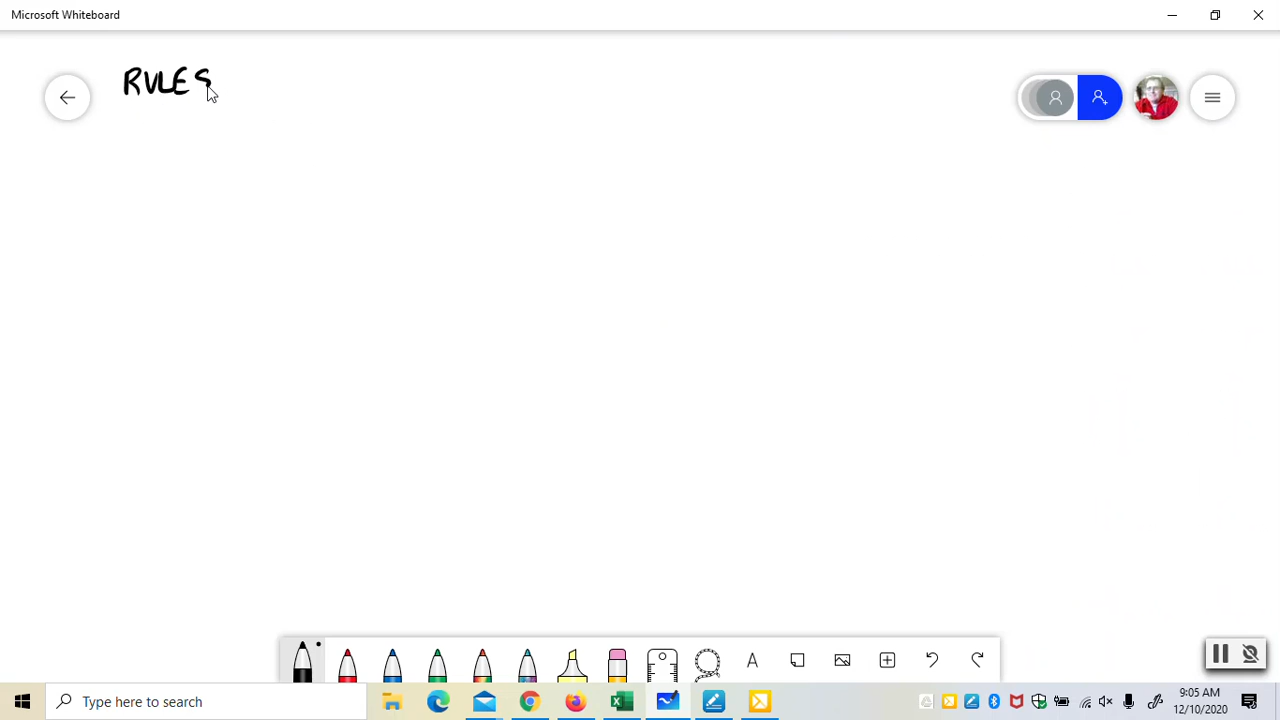 Microsoft Whiteboard
RULES
A
Type here to search
9:05 AM
12/10/2020